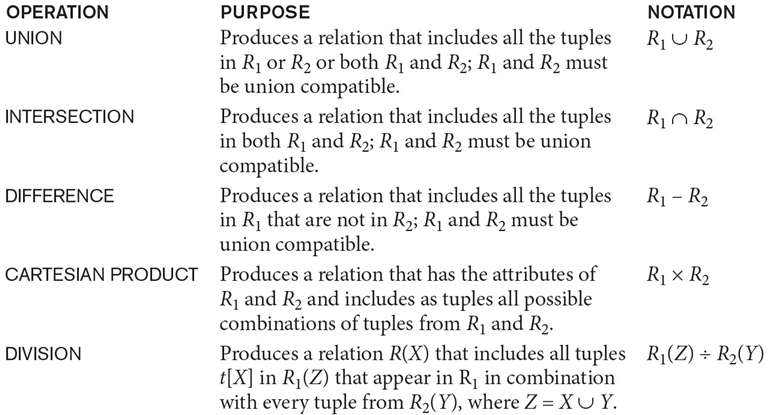 OPERATION PURPOSE NOTATION
UNION Produces a relation that includes all the tuples R₁ ∪ R₂
in R₁ or R₂ or both R₁ and R₂; R₁ and R₂ must
be union compatible.
INTERSECTION Produces a relation that includes all the tuples R₁ ∩ R₂
in both R₁ and R₂; R₁ and R₂ must be union
compatible.
DIFFERENCE Produces a relation that includes all the tuples R₁ – R₂
in R₁ that are not in R₂; R₁ and R₂ must be
union compatible.
CARTESIAN PRODUCT Produces a relation that has the attributes of R₁ × R₂
R₁ and R₂ and includes as tuples all possible
combinations of tuples from R₁ and R₂.
DIVISION Produces a relation R(X) that includes all tuples R₁(Z) ÷ R₂(Y)
t[X] in R₁(Z) that appear in R₁ in combination
with every tuple from R₂(Y), where Z = X ∪ Y.